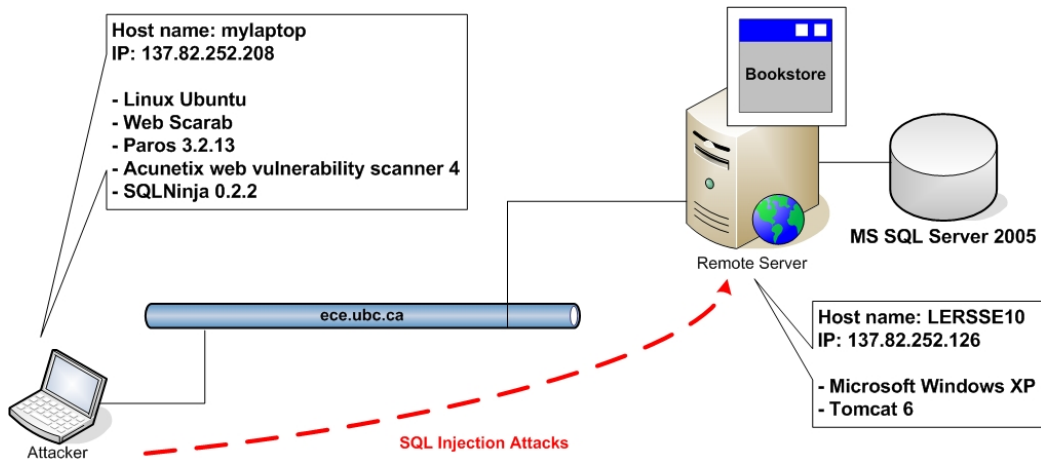 Host name: mylaptop
IP: 137.82.252.208
- Linux Ubuntu
- Web Scarab
- Paros 3.2.13
- Acunetix web vulnerability scanner 4
- SQLNinja 0.2.2
Bookstore
MS SQL Server 2005
Remote Server
ece.ubc.ca
Host name: LERSSE10
IP: 137.82.252.126
- Microsoft Windows XP
- Tomcat 6
SQL Injection Attacks
Attacker